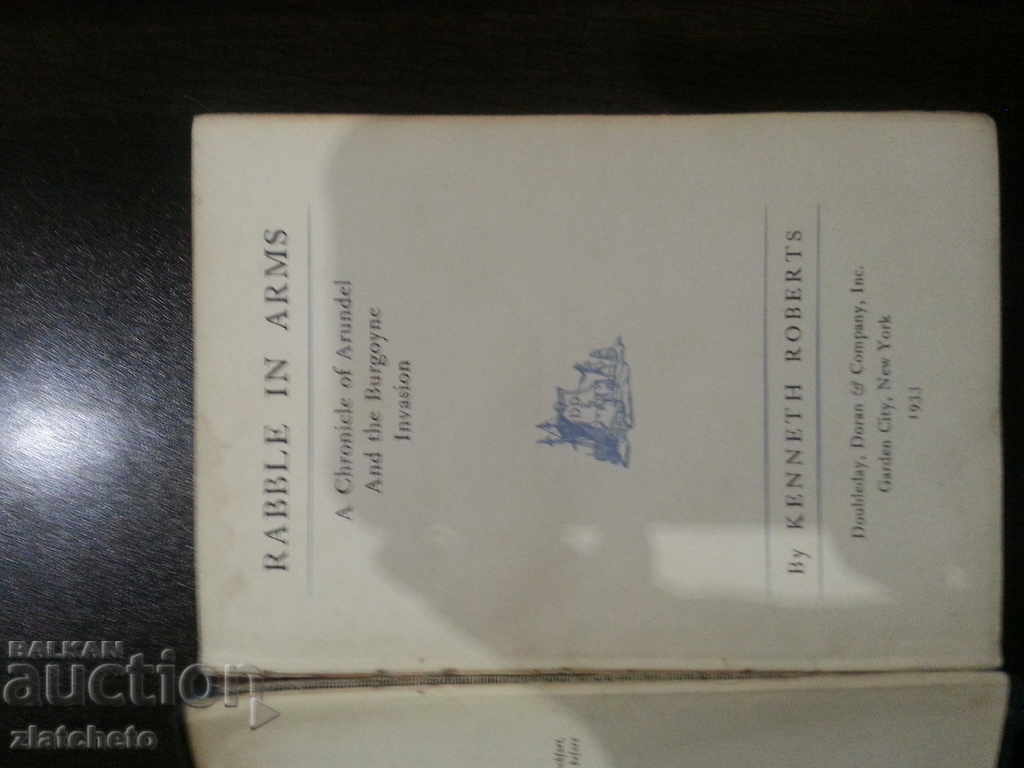 RABBLE IN ARMS
A Chronicle of Arundel
And the Burgoyne
Invasion
By KENNETH ROBERTS
Doubleday, Doran & Company, Inc.
Garden City, New York
1933
BALKAN
auction
zlatcheto